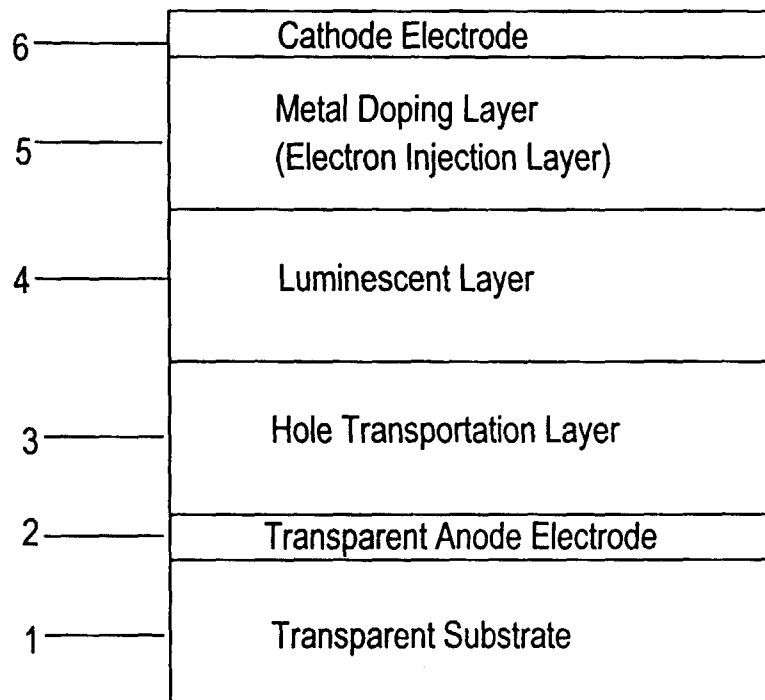 6 Cathode Electrode
5 Metal Doping Layer
(Electron Injection Layer)
4 Luminescent Layer
3 Hole Transportation Layer
2 Transparent Anode Electrode
1 Transparent Substrate